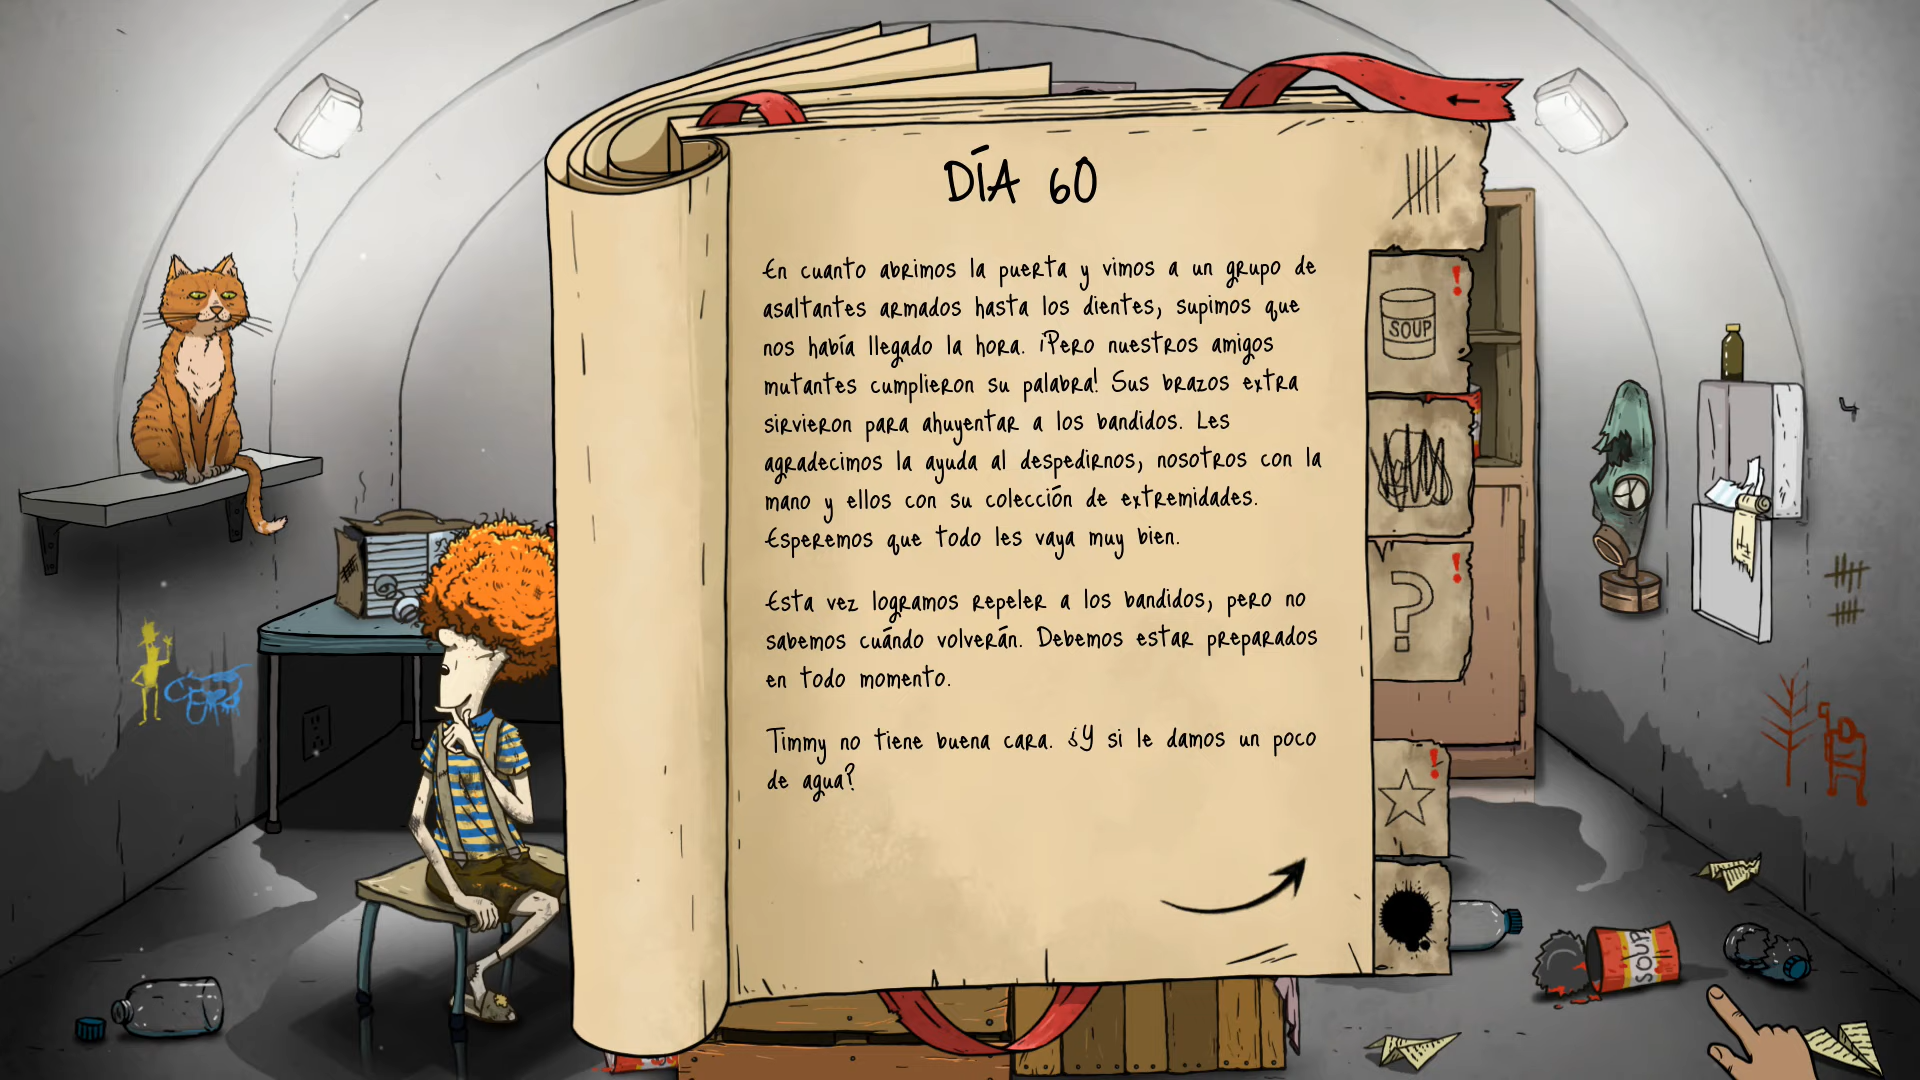 DÍA 60
En cuanto abrimos la puerta y vimos a un grupo de
asaltantes armados hasta los dientes, supimos que
nos había llegado la hora. ¡Pero nuestros amigos
mutantes cumplieron su palabra! Sus brazos extra
sirvieron para ahuyentar a los bandidos. Les
agradecimos la ayuda al despedirnos, nosotros con la
mano y ellos con su colección de extremidades.
Esperemos que todo les vaya muy bien.
Esta vez logramos repeler a los bandidos, pero no
sabemos cuándo volverán. Debemos estar preparados
en todo momento.
Timmy no tiene buena cara. ¿Y si le damos un poco
de agua?
!
SOUP
!
?
!
SOUP